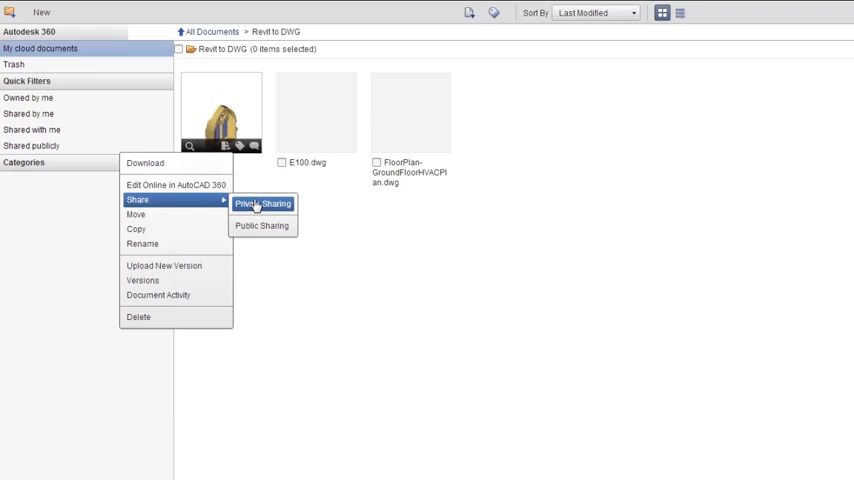 New
Sort By
Last Modified
Autodesk 360
All Documents > Revit to DWG
My cloud documents
Revit to DWG (0 items selected)
Trash
Quick Filters
Owned by me
Shared by me
Shared with me
Shared publicly
Categories
Download
E100.dwg
FloorPlan-
GroundFloorHVACPl
an.dwg
Edit Online in AutoCAD 360
Share
Private Sharing
Public Sharing
Move
Copy
Rename
Upload New Version
Versions
Document Activity
Delete